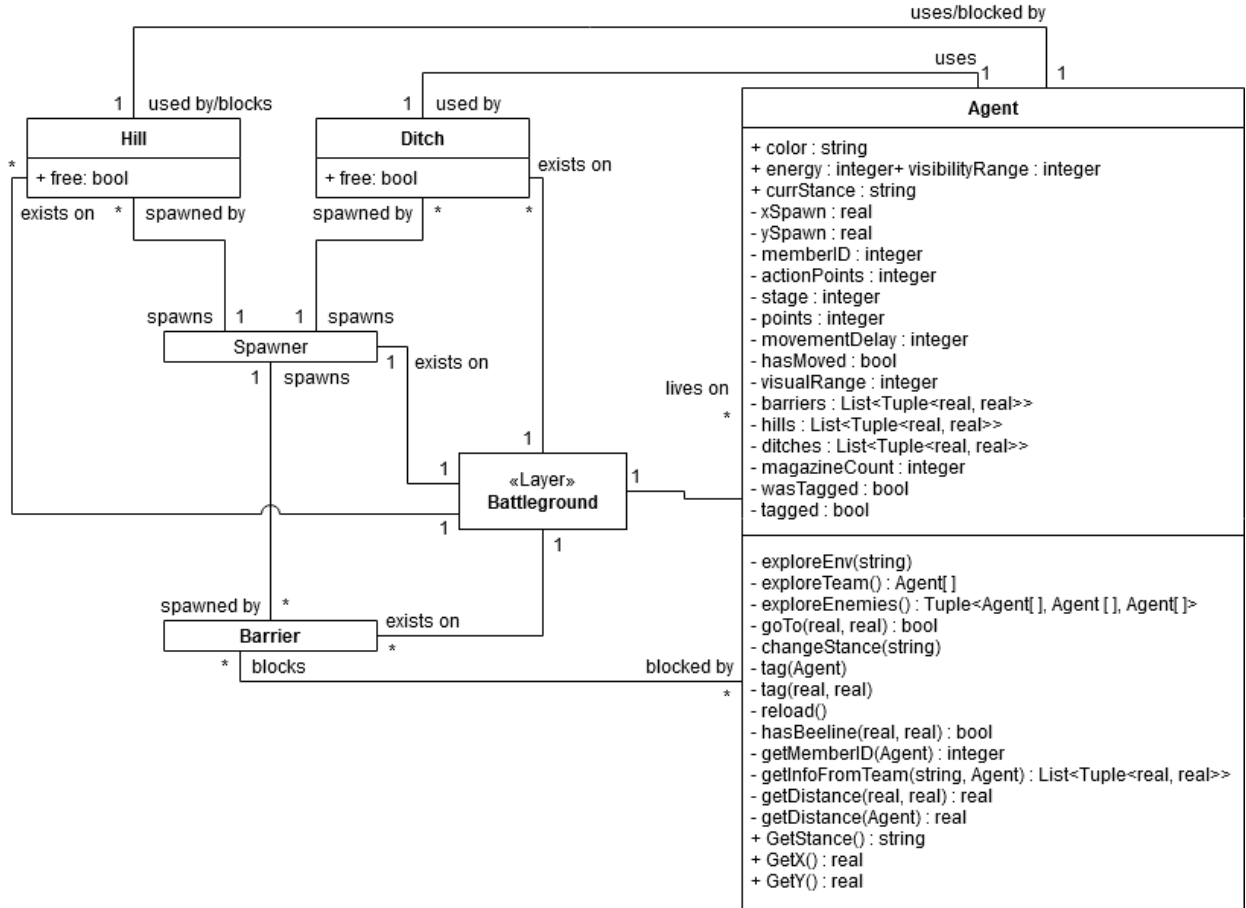 uses/blocked by
uses
1
1
1 used by/blocks
1 used by
Hill
+ free: bool
Ditch
+ free: bool
Agent
+ color : string
+ energy : integer+ visibilityRange : integer
+ currStance : string
- xSpawn : real
- ySpawn : real
- memberID : integer
- actionPoints : integer
- stage : integer
- points : integer
- movementDelay : integer
- hasMoved : bool
- visualRange : integer
- barriers : List<Tuple<real, real>>
- hills : List<Tuple<real, real>>
- ditches : List<Tuple<real, real>>
- magazineCount : integer
- wasTagged : bool
- tagged : bool
- exploreEnv(string)
- exploreTeam() : Agent[ ]
- exploreEnemies() : Tuple<Agent[ ], Agent [ ], Agent[ ]>
- goTo(real, real) : bool
- changeStance(string)
- tag(Agent)
- tag(real, real)
- reload()
- hasBeeline(real, real) : bool
- getMemberID(Agent) : integer
- getInfoFromTeam(string, Agent) : List<Tuple<real, real>>
- getDistance(real, real) : real
- getDistance(Agent) : real
+ GetStance() : string
+ GetX() : real
+ GetY() : real
*
exists on
exists on
* spawned by
spawned by *
*
spawns 1
1 spawns
Spawner
1 spawns
1 exists on
lives on
*
1
1
1
1
1
«Layer»
Battleground
spawned by *
Barrier
exists on
*
* blocks
blocked by
*